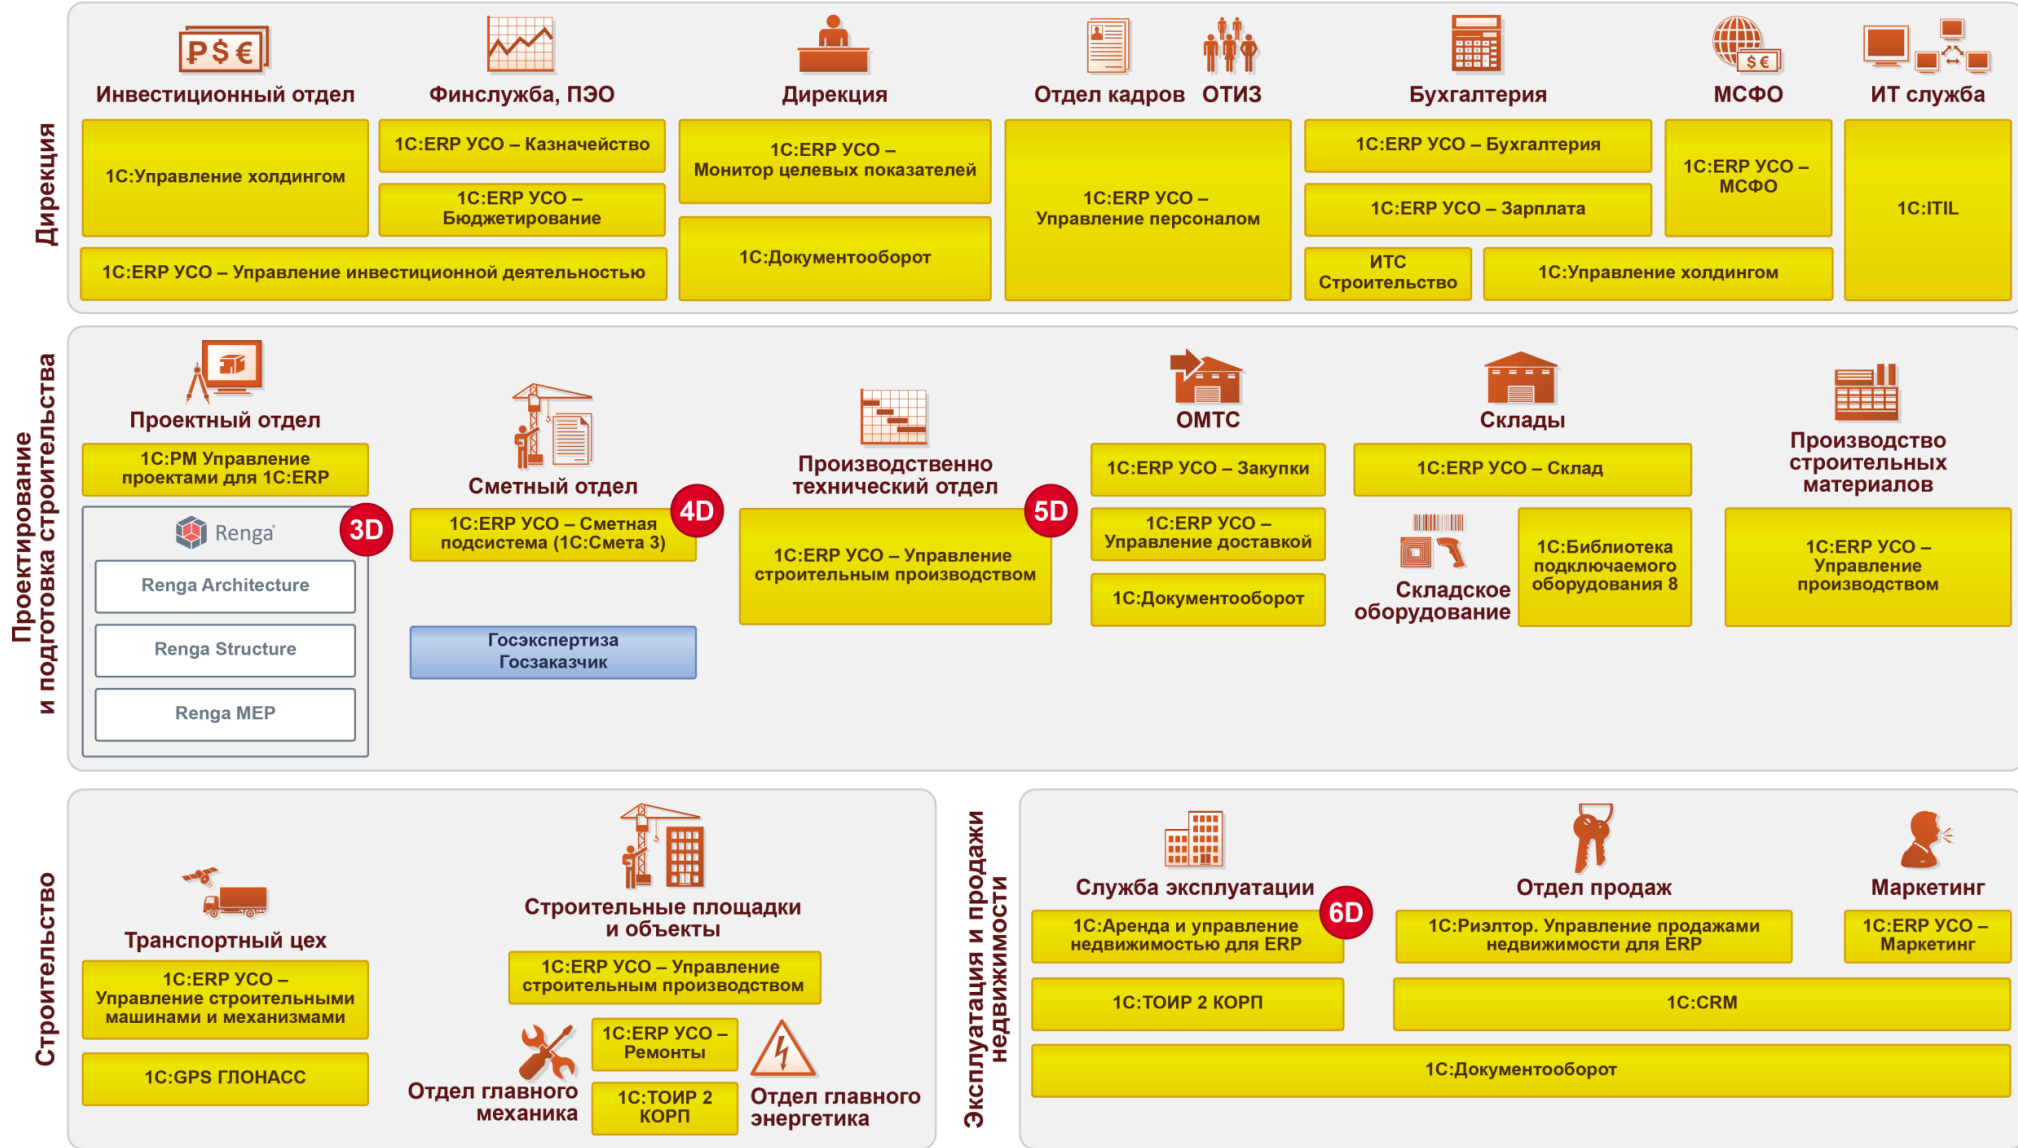 Дирекция
₽ $ €
Инвестиционный отдел
Финслужба, ПЭО
Дирекция
Отдел кадров
ОТИЗ
Бухгалтерия
$ €
МСФО
ИТ служба
1С:Управление холдингом
1С:ERP УСО – Казначейство
1С:ERP УСО –
Бюджетирование
1С:ERP УСО – Управление инвестиционной деятельностью
1С:ERP УСО –
Монитор целевых показателей
1С:Документооборот
1С:ERP УСО –
Управление персоналом
1С:ERP УСО – Бухгалтерия
1С:ERP УСО – Зарплата
ИТС
Строительство
1С:ERP УСО –
МСФО
1С:Управление холдингом
1С:ITIL
Проектирование
и подготовка строительства
Проектный отдел
1С:PM Управление
проектами для 1С:ERP
3D
Renga
Renga Architecture
Renga Structure
Renga MEP
Сметный отдел
4D
1С:ERP УСО – Сметная
подсистема (1С:Смета 3)
Госэкспертиза
Госзаказчик
Производственно
технический отдел
5D
1С:ERP УСО – Управление
строительным производством
ОМТС
1С:ERP УСО – Закупки
1С:ERP УСО –
Управление доставкой
1С:Документооборот
Склады
1С:ERP УСО – Склад
Складское
оборудование
1С:Библиотека
подключаемого
оборудования 8
Производство
строительных
материалов
1С:ERP УСО –
Управление
производством
Строительство
Транспортный цех
1С:ERP УСО –
Управление строительными
машинами и механизмами
1С:GPS ГЛОНАСС
Строительные площадки
и объекты
1С:ERP УСО – Управление
строительным производством
Отдел главного
механика
1С:ERP УСО –
Ремонты
1С:ТОИР 2
КОРП
Отдел главного
энергетика
Эксплуатация и продажи
недвижимости
Служба эксплуатации
6D
1С:Аренда и управление
недвижимостью для ERP
1С:ТОИР 2 КОРП
Отдел продаж
1С:Риэлтор. Управление продажами
недвижимости для ERP
Маркетинг
1С:ERP УСО –
Маркетинг
1С:CRM
1С:Документооборот